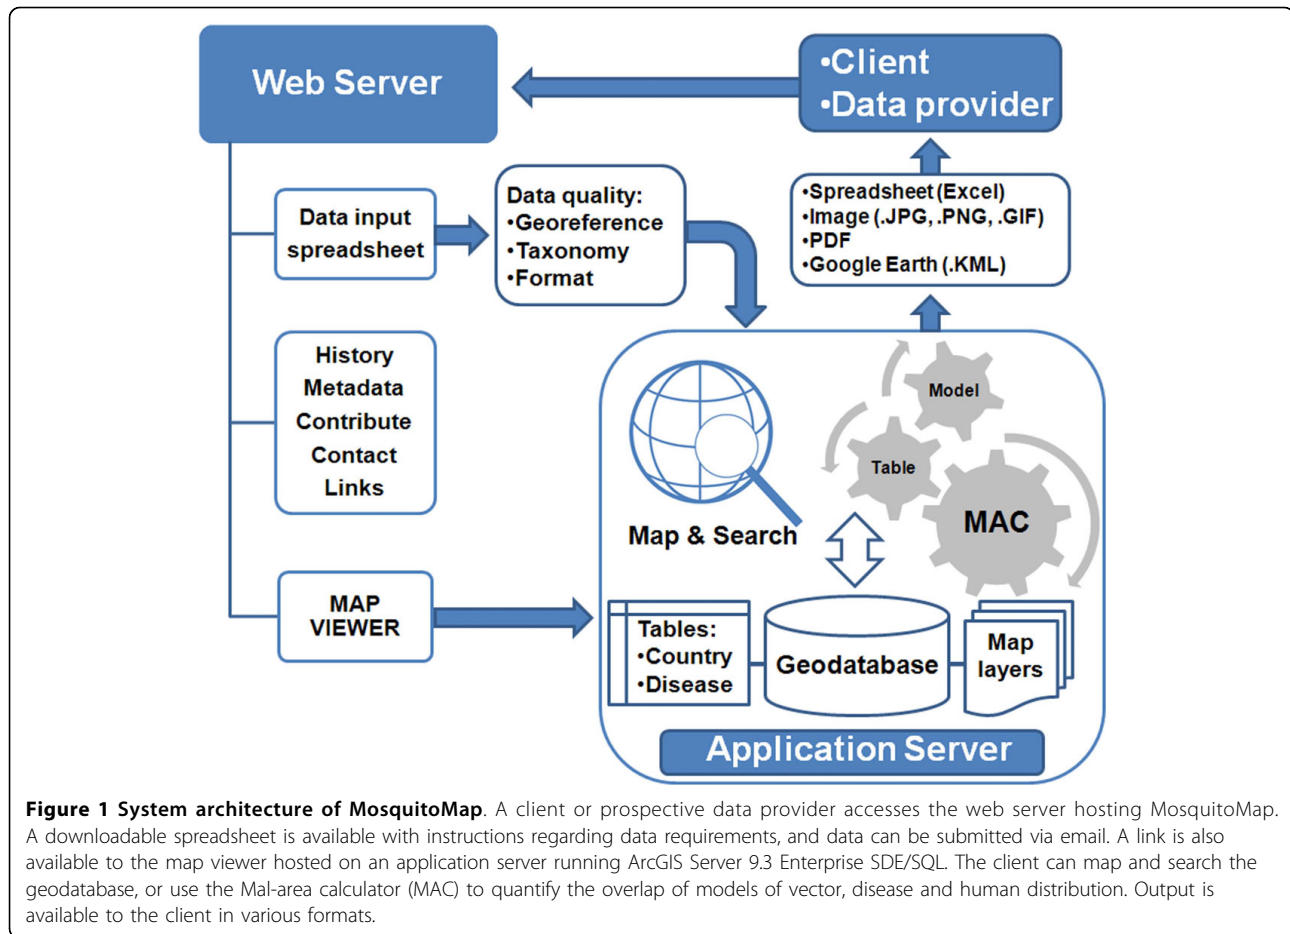 Web Server
•Client
•Data provider
Data input
spreadsheet
Data quality:
•Georeference
•Taxonomy
•Format
•Spreadsheet (Excel)
•Image (.JPG, .PNG, .GIF)
•PDF
•Google Earth (.KML)
History
Metadata
Contribute
Contact
Links
Model
Table
MAC
Map & Search
MAP
VIEWER
Tables:
•Country
•Disease
Geodatabase
Map
layers
Application Server
Figure 1 System architecture of MosquitoMap. A client or prospective data provider accesses the web server hosting MosquitoMap.
A downloadable spreadsheet is available with instructions regarding data requirements, and data can be submitted via email. A link is also
available to the map viewer hosted on an application server running ArcGIS Server 9.3 Enterprise SDE/SQL. The client can map and search the
geodatabase, or use the Mal-area calculator (MAC) to quantify the overlap of models of vector, disease and human distribution. Output is
available to the client in various formats.